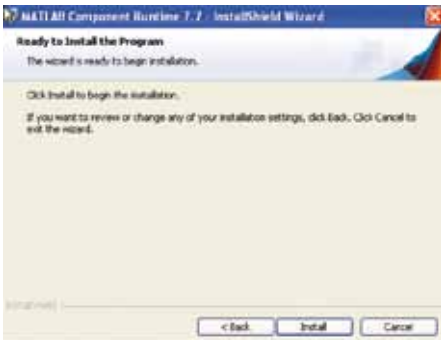 MATLAB Component Runtime 7.7 - InstallShield Wizard
Ready to Install the Program
The wizard is ready to begin installation.
Click Install to begin the installation.
If you want to review or change any of your installation settings, click Back. Click Cancel to
exit the wizard.
InstallShield
< Back
Install
Cancel